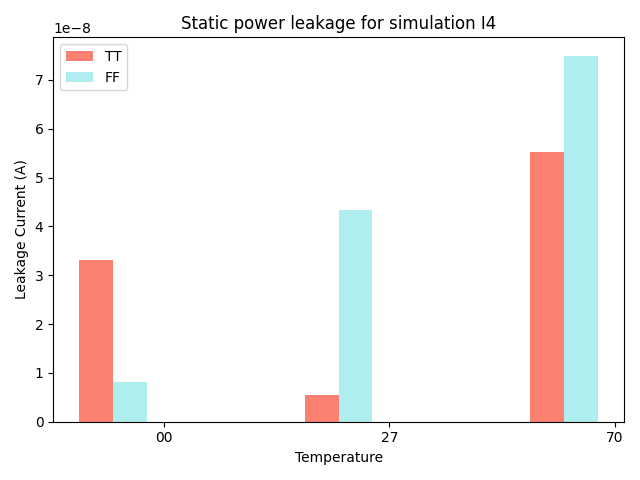 Static power leakage for simulation I4
1e−8
TT
FF
7
6
5
4
3
2
1
0
Leakage Current (A)
00
27
70
Temperature